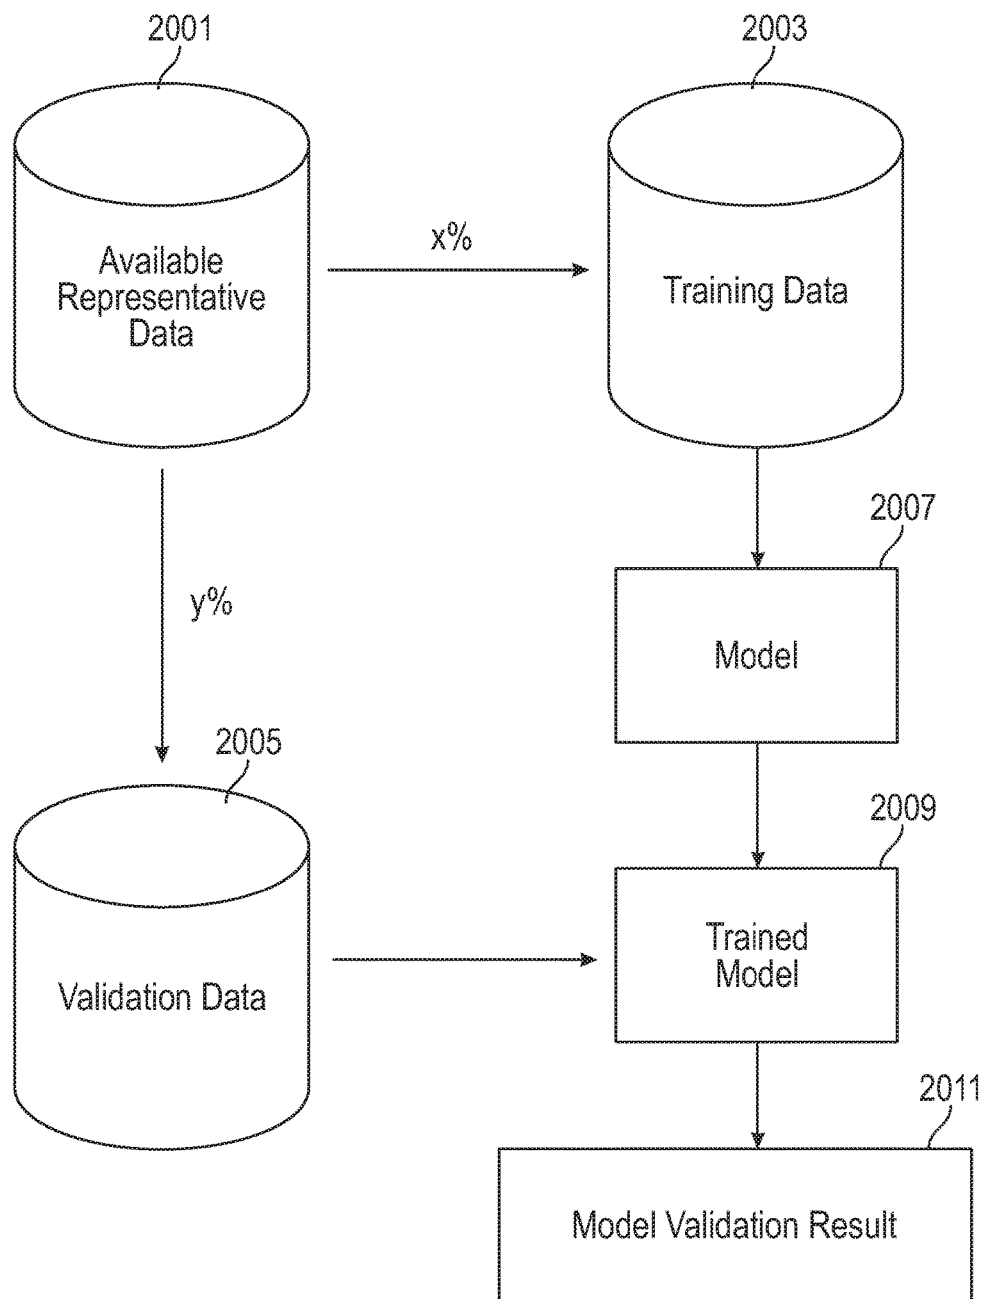 2001
2003
Available
Representative
Data
x%
Training Data
2007
y%
Model
2005
2009
Trained
Model
Validation Data
2011
Model Validation Result